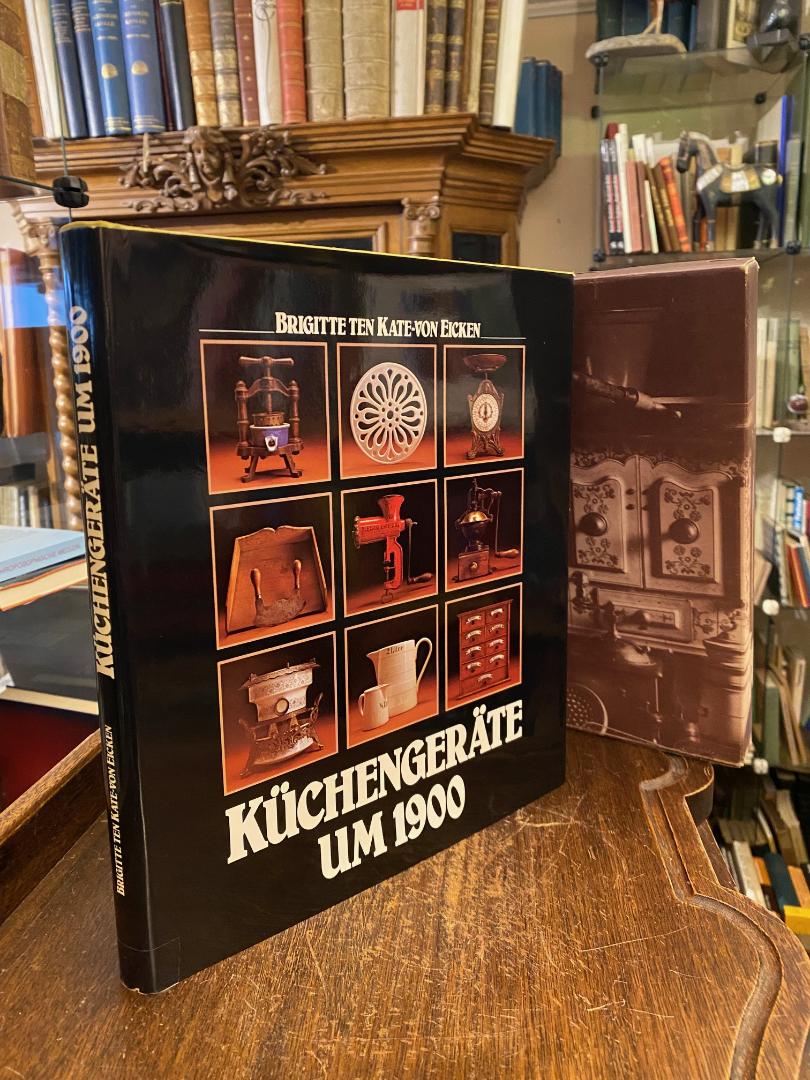 BRIGITTE TEN KATE-VON EICKEN
KÜCHENGERÄTE
UM 1900
KÜCHENGERÄTE UM 1900
BRIGITTE TEN KATE-VON EICKEN